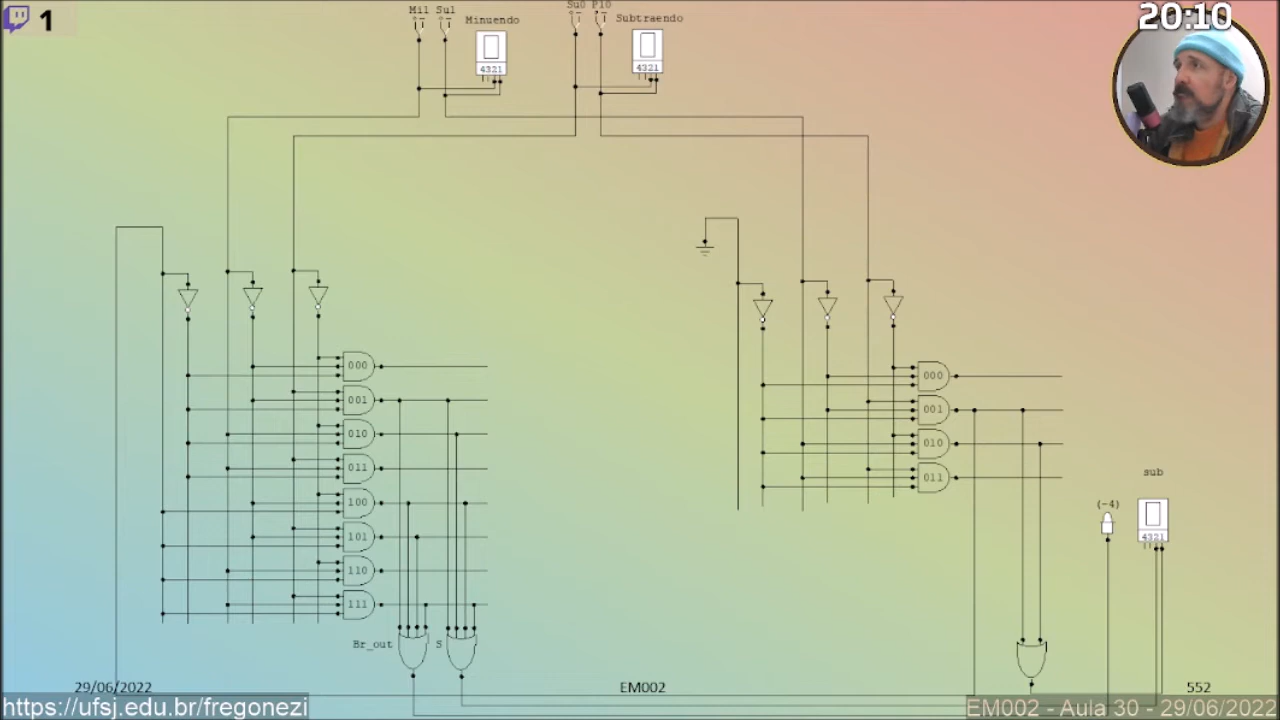 1
20:10
Mi1 Su1
Minuendo
4321
Su0 P10
Subtraendo
4321
000
001
010
011
100
101
110
111
Br_out
S
000
001
010
011
(-4)
sub
4321
29/06/2022
EM002
552
https://ufsj.edu.br/fregonezi
EM002 - Aula 30 - 29/06/2022